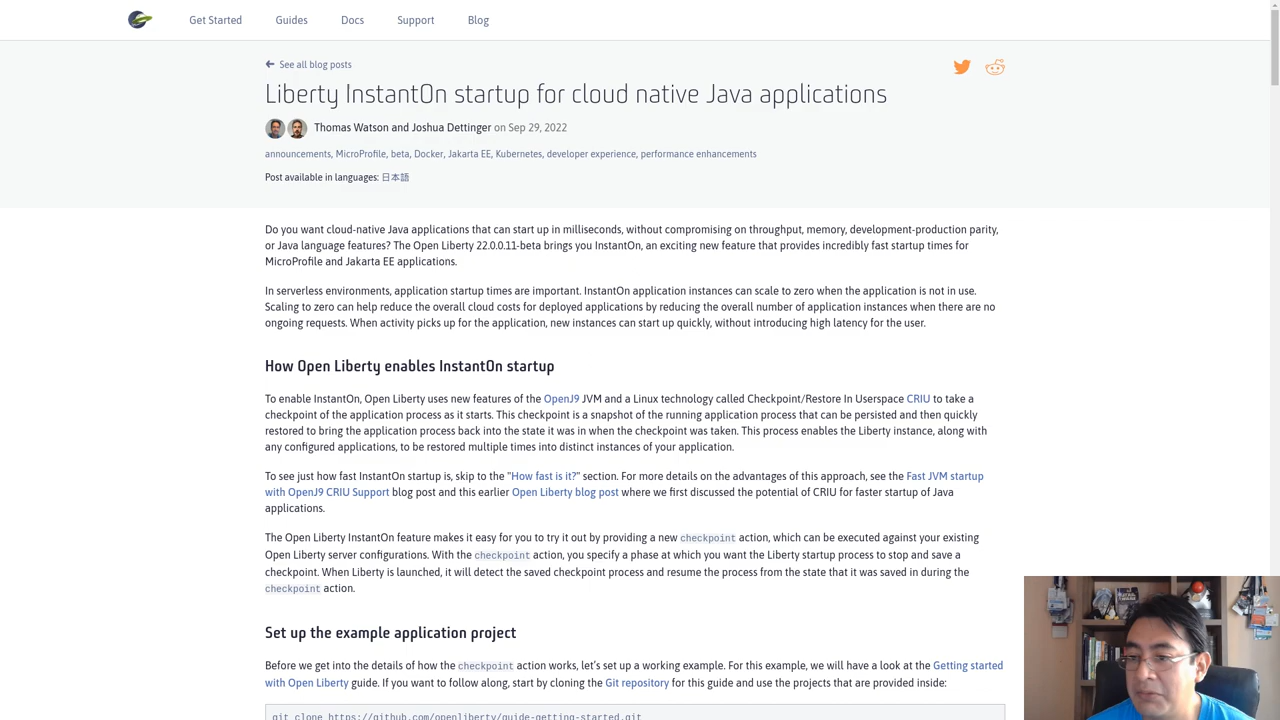 Get Started Guides Docs Support Blog
See all blog posts
Liberty InstantOn startup for cloud native Java applications
Thomas Watson and Joshua Dettinger on Sep 29, 2022
announcements, MicroProfile, beta, Docker, Jakarta EE, Kubernetes, developer experience, performance enhancements
Post available in languages: 日本語
Do you want cloud-native Java applications that can start up in milliseconds, without compromising on throughput, memory, development-production parity,
or Java language features? The Open Liberty 22.0.0.11-beta brings you InstantOn, an exciting new feature that provides incredibly fast startup times for
MicroProfile and Jakarta EE applications.
In serverless environments, application startup times are important. InstantOn application instances can scale to zero when the application is not in use.
Scaling to zero can help reduce the overall cloud costs for deployed applications by reducing the overall number of application instances when there are no
ongoing requests. When activity picks up for the application, new instances can start up quickly, without introducing high latency for the user.
How Open Liberty enables InstantOn startup
To enable InstantOn, Open Liberty uses new features of the OpenJ9 JVM and a Linux technology called Checkpoint/Restore In Userspace CRIU to take a
checkpoint of the application process as it starts. This checkpoint is a snapshot of the running application process that can be persisted and then quickly
restored to bring the application process back into the state it was in when the checkpoint was taken. This process enables the Liberty instance, along with
any configured applications, to be restored multiple times into distinct instances of your application.
To see just how fast InstantOn startup is, skip to the "How fast is it?" section. For more details on the advantages of this approach, see the Fast JVM startup
with OpenJ9 CRIU Support blog post and this earlier Open Liberty blog post where we first discussed the potential of CRIU for faster startup of Java
applications.
The Open Liberty InstantOn feature makes it easy for you to try it out by providing a new checkpoint action, which can be executed against your existing
Open Liberty server configurations. With the checkpoint action, you specify a phase at which you want the Liberty startup process to stop and save a
checkpoint. When Liberty is launched, it will detect the saved checkpoint process and resume the process from the state that it was saved in during the
checkpoint action.
Set up the example application project
Before we get into the details of how the checkpoint action works, let's set up a working example. For this example, we will have a look at the Getting started
with Open Liberty guide. If you want to follow along, start by cloning the Git repository for this guide and use the projects that are provided inside:
git clone https://github.com/openliberty/guide-getting-started.git